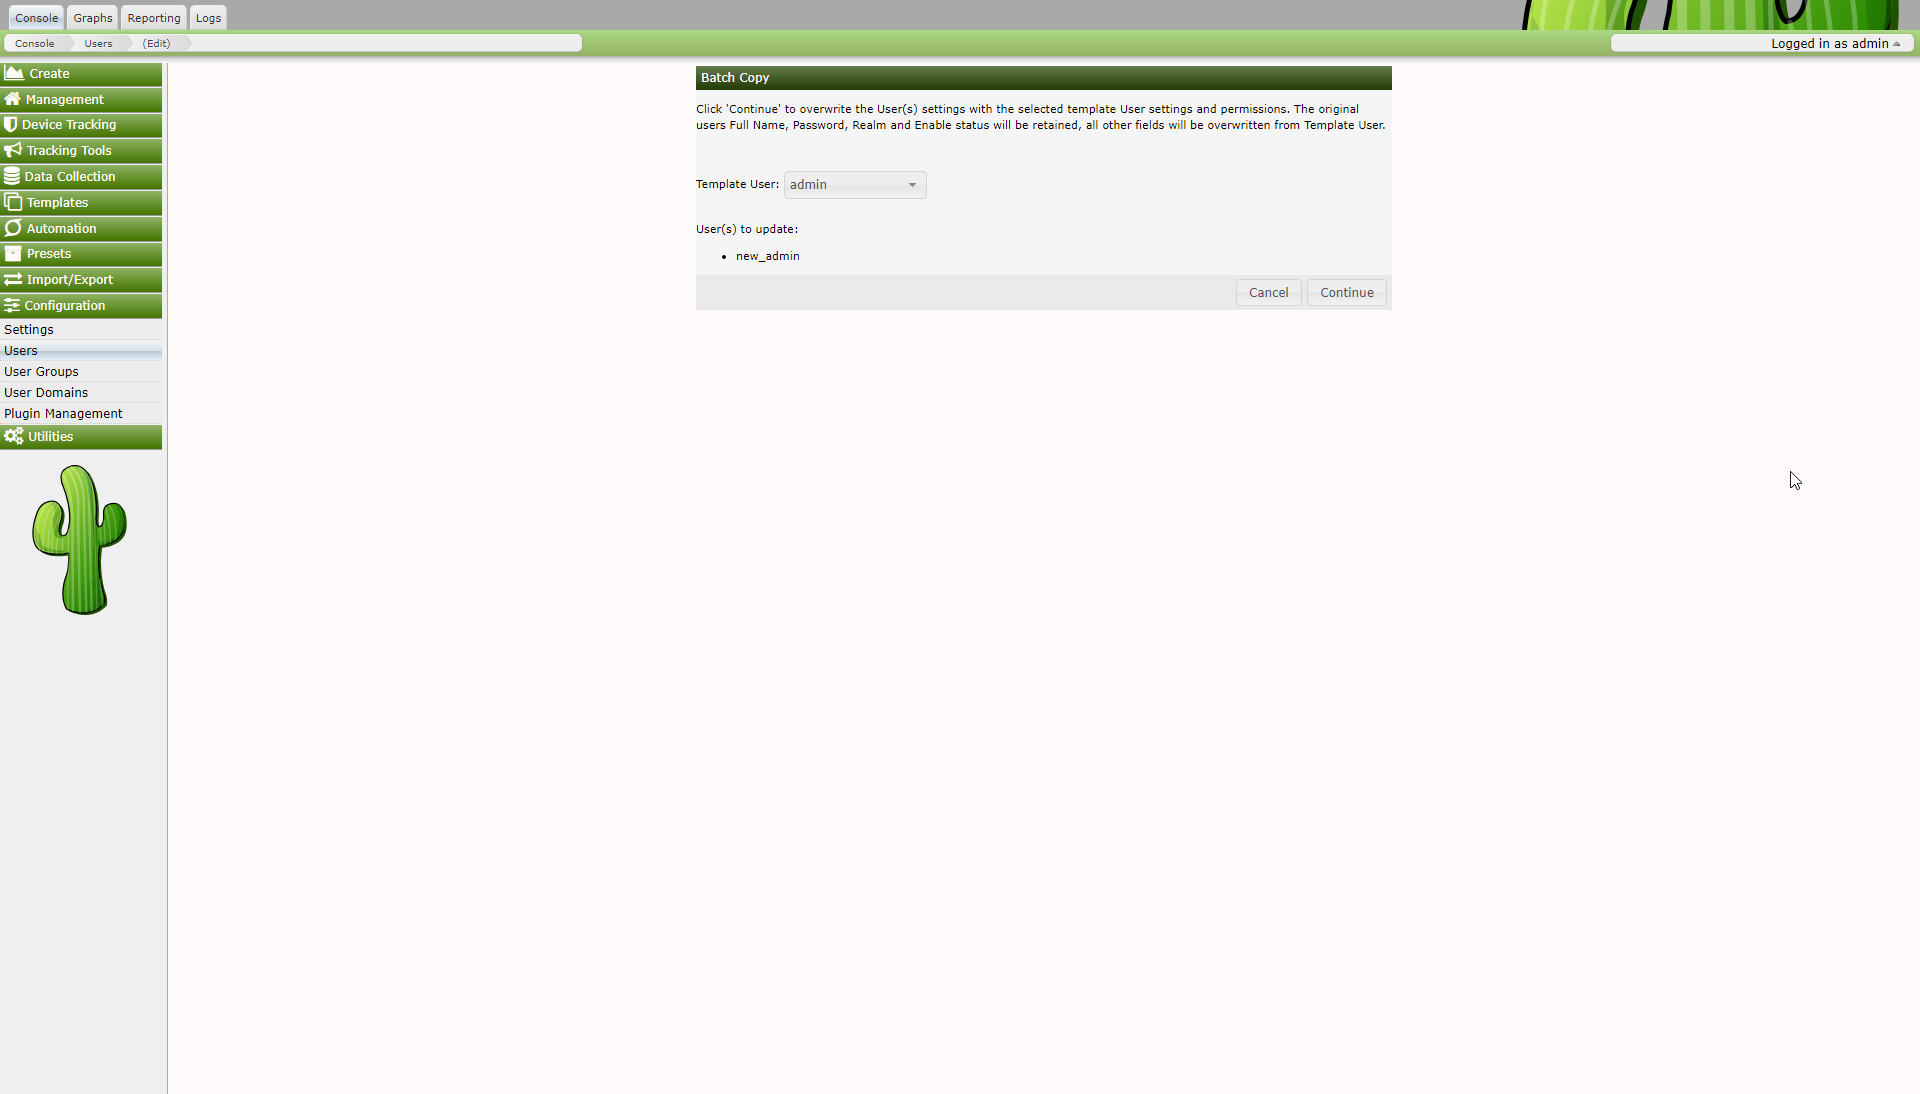 Console Graphs Reporting Logs
Console Users (Edit)
Logged in as admin
Create
Management
Device Tracking
Tracking Tools
Data Collection
Templates
Automation
Presets
Import/Export
Configuration
Settings
Users
User Groups
User Domains
Plugin Management
Utilities
Batch Copy
Click 'Continue' to overwrite the User(s) settings with the selected template User settings and permissions. The original
users Full Name, Password, Realm and Enable status will be retained, all other fields will be overwritten from Template User.
Template User: admin
User(s) to update:
new_admin
Cancel Continue